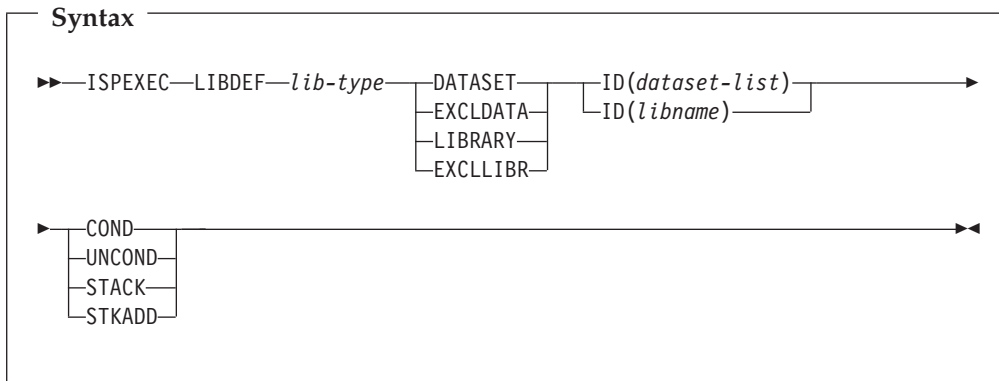 Syntax
ISPEXEC LIBDEF lib-type DATASET ID(dataset-list)
EXCLDATA ID(libname)
LIBRARY
EXCLLIBR
COND
UNCOND
STACK
STKADD